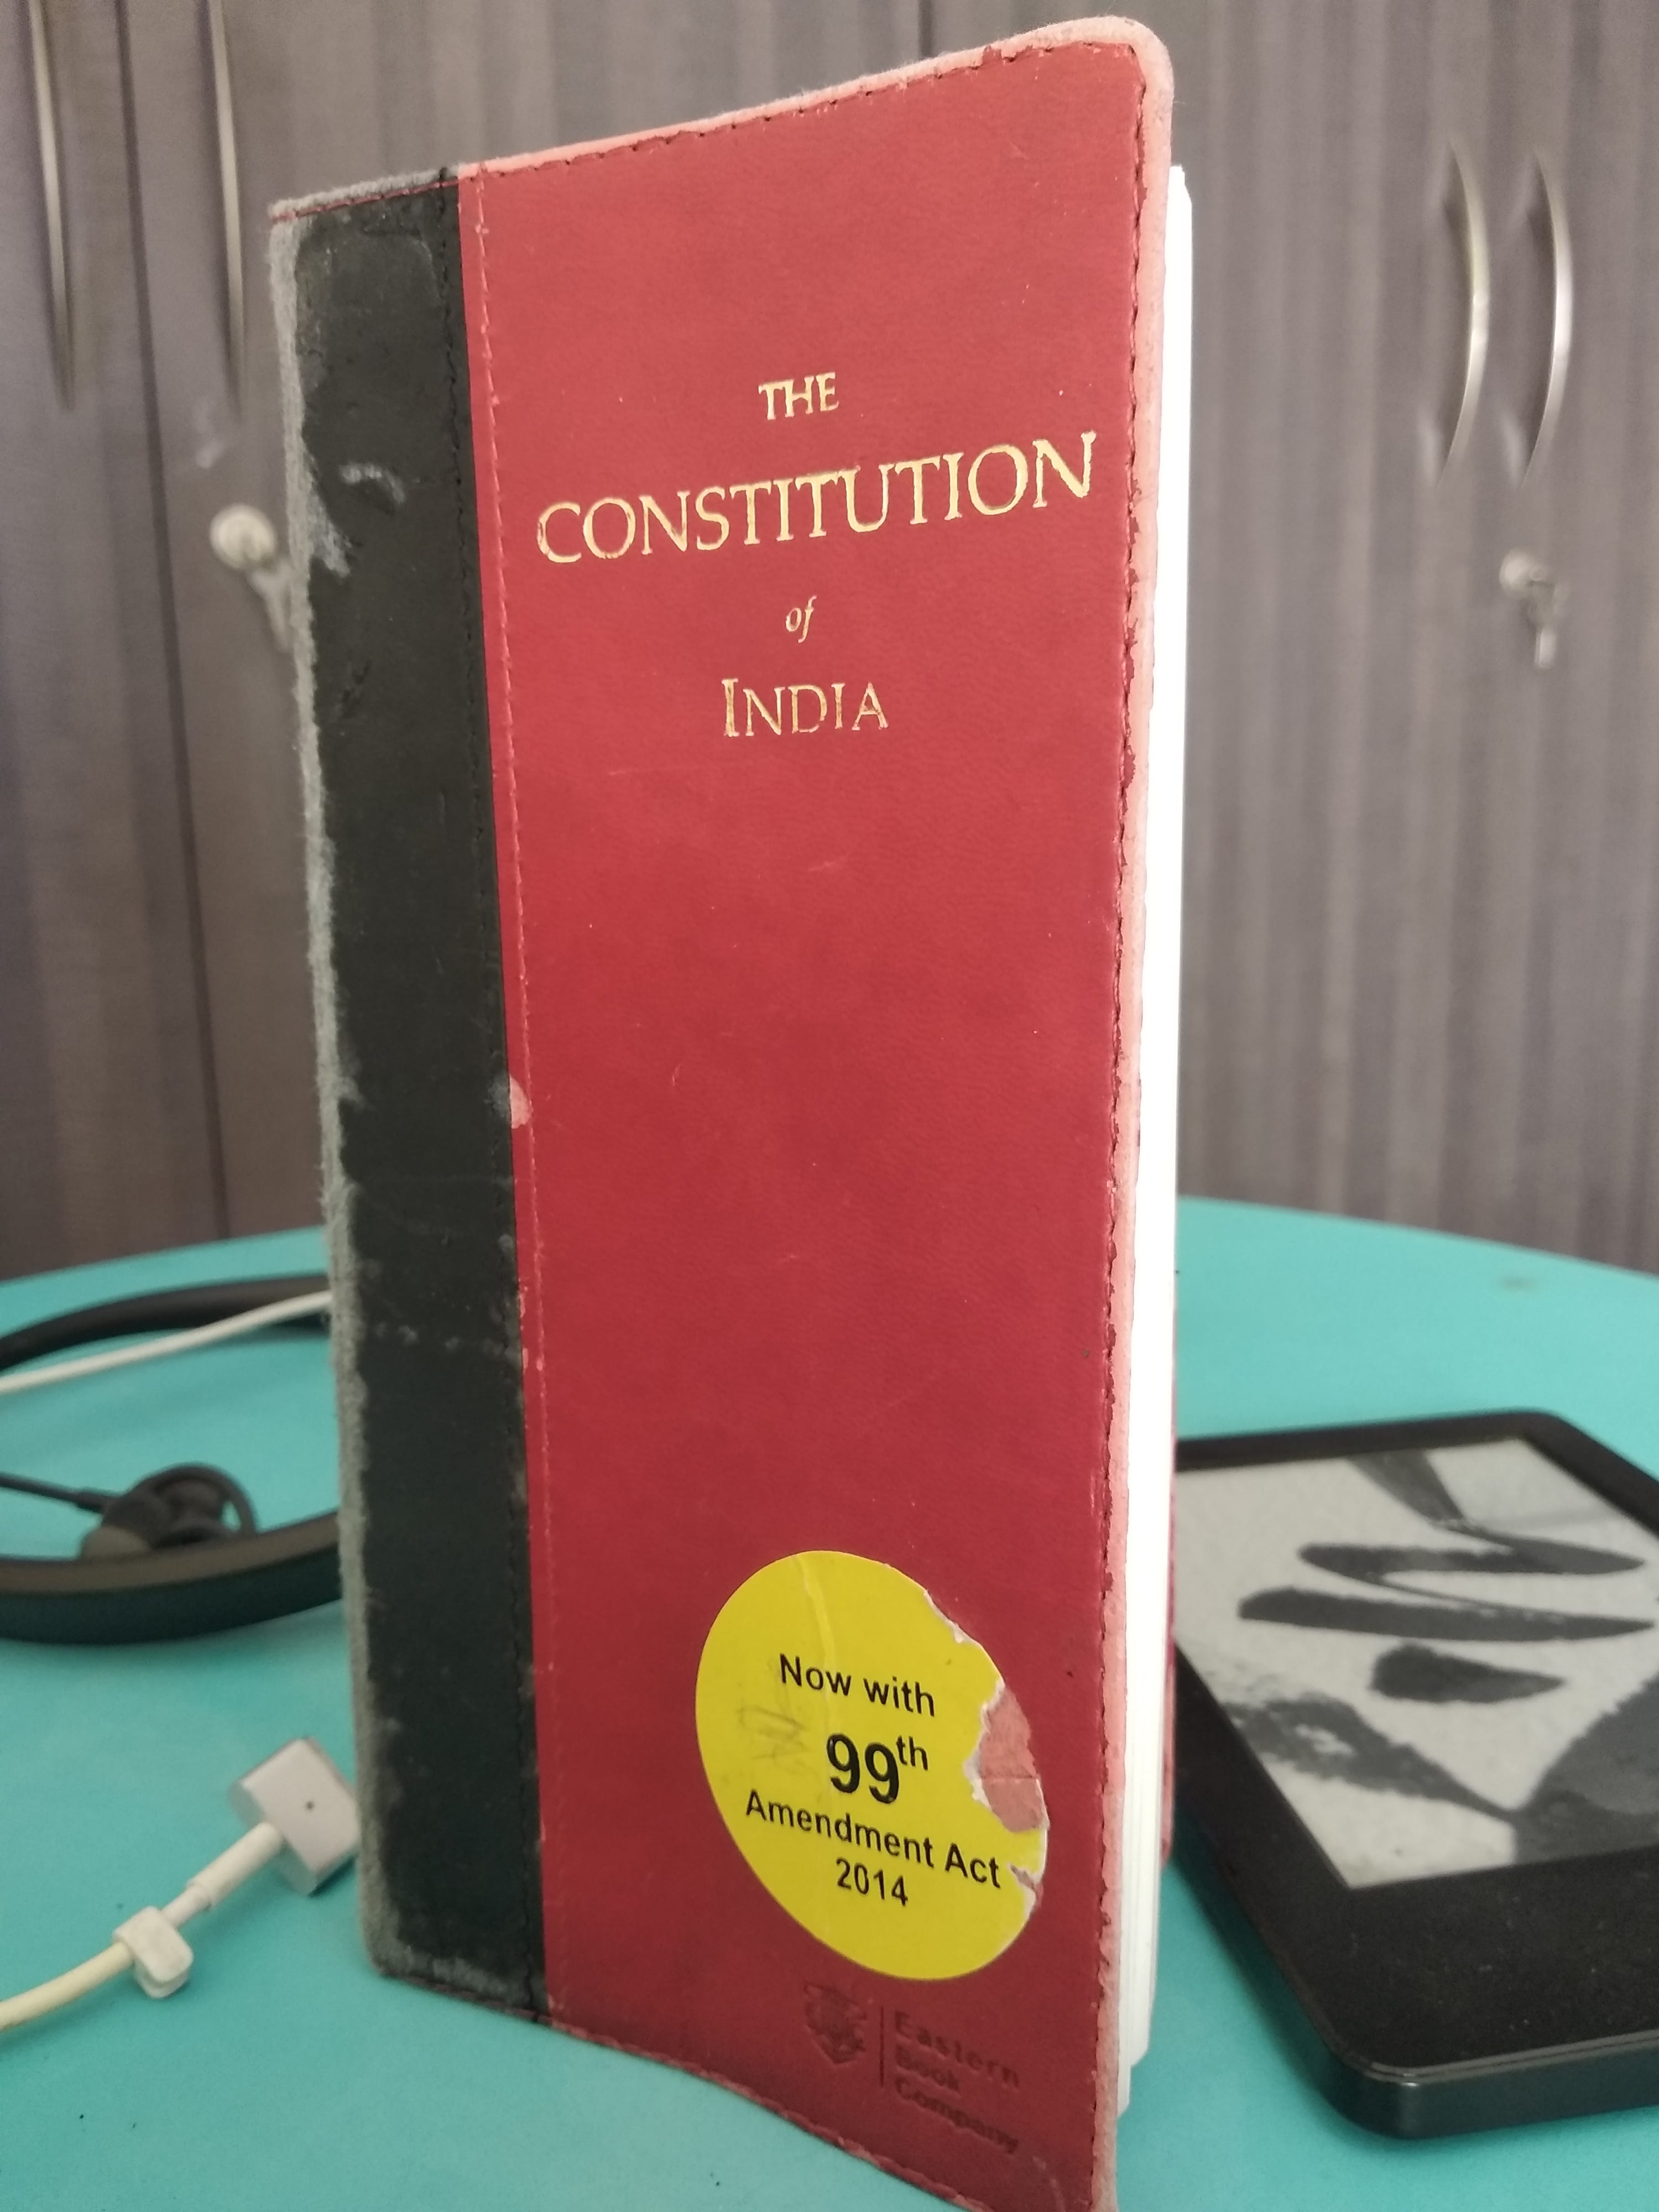 THE
CONSTITUTION
of
INDIA
Now with
99th
Amendment Act
2014
Eastern
Book
Company